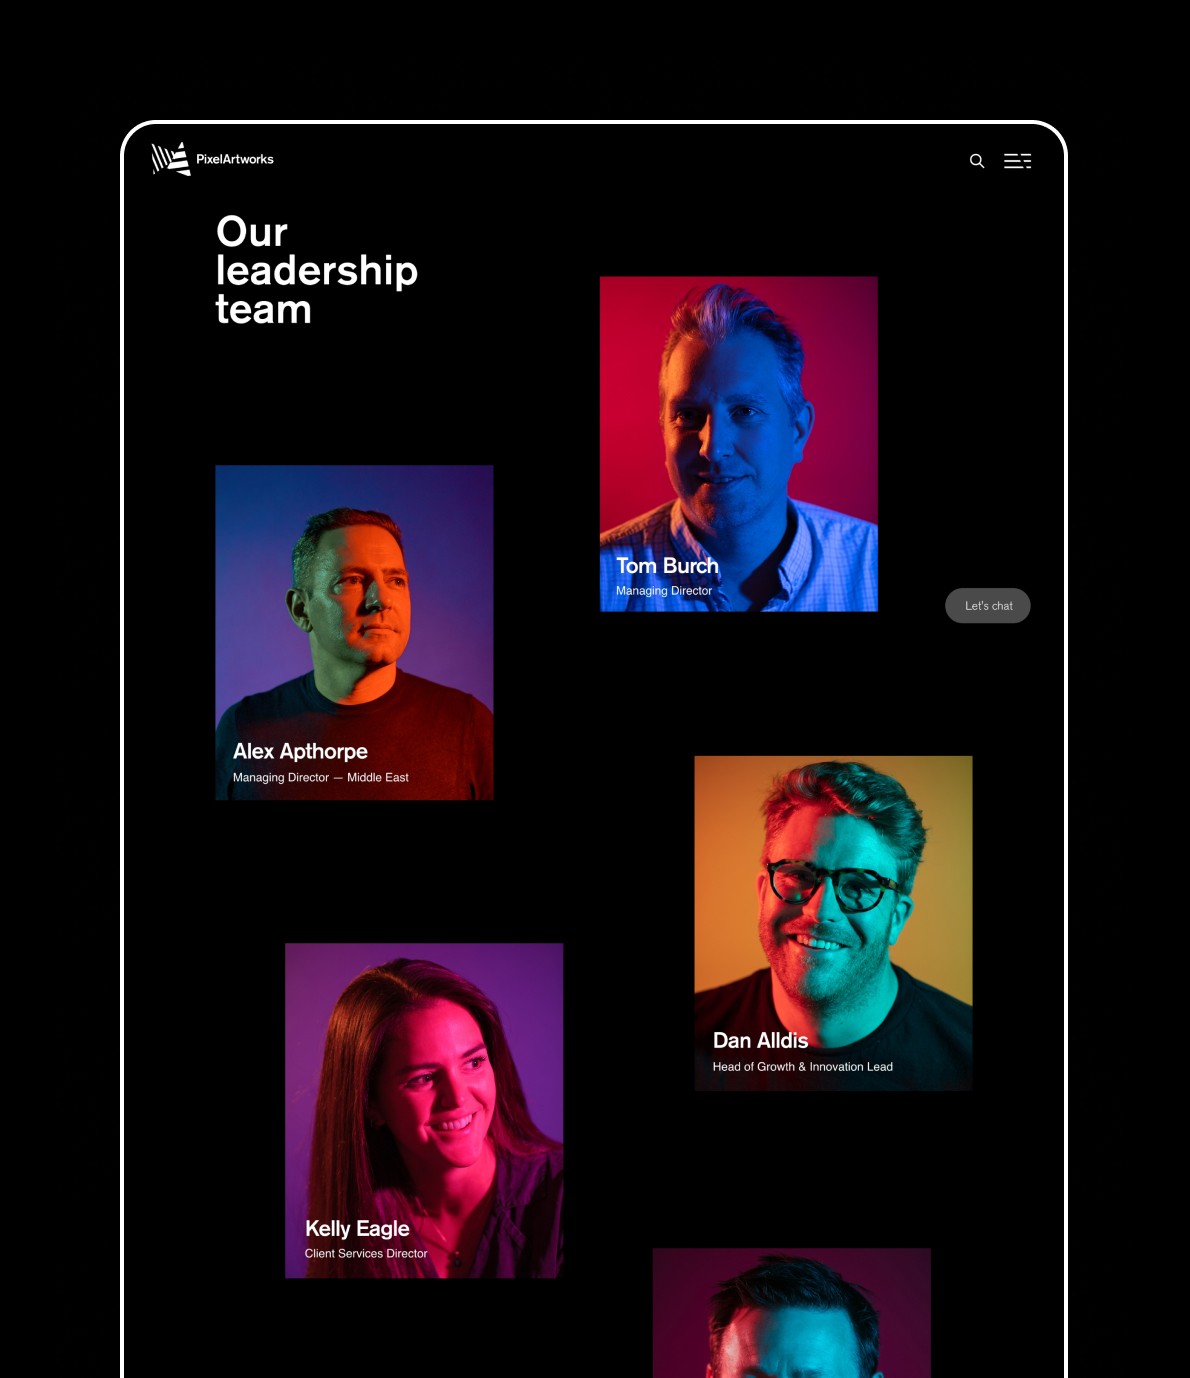 PixelArtworks
Our
leadership
team
Tom Burch
Managing Director
Let's chat
Alex Apthorpe
Managing Director — Middle East
Dan Alldis
Head of Growth & Innovation Lead
Kelly Eagle
Client Services Director